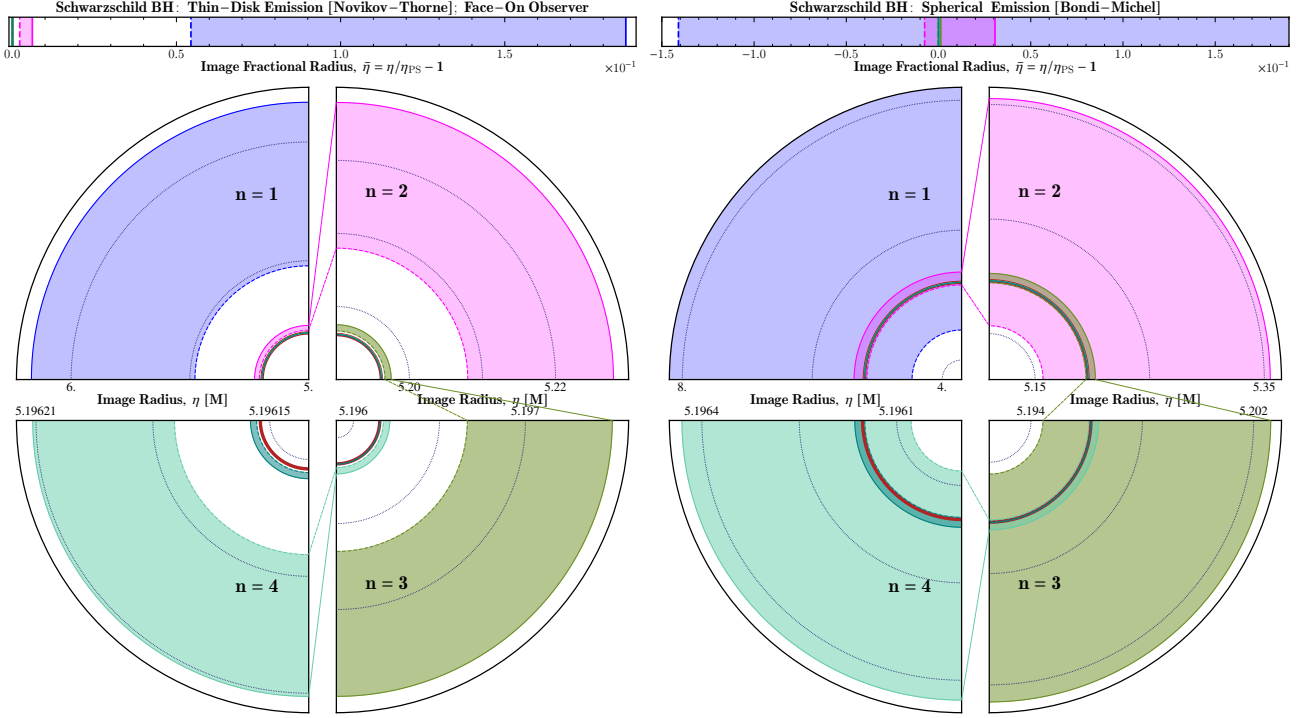 Schwarzschild BH: Thin−Disk Emission [Novikov−Thorne]; Face−On Observer
0.0 0.5 1.0 1.5
Image Fractional Radius, η̄ = η/ηPS − 1 ×10⁻¹
n = 1
n = 2
6. 5. 5.20 5.22
Image Radius, η [M] Image Radius, η [M]
5.19621 5.19615 5.196 5.197
n = 4
n = 3
Schwarzschild BH: Spherical Emission [Bondi−Michel]
−1.5 −1.0 −0.5 0.0 0.5 1.0 1.5
Image Fractional Radius, η̄ = η/ηPS − 1 ×10⁻¹
n = 1
n = 2
8. 4. 5.15 5.35
Image Radius, η [M] Image Radius, η [M]
5.1964 5.1961 5.194 5.202
n = 4
n = 3